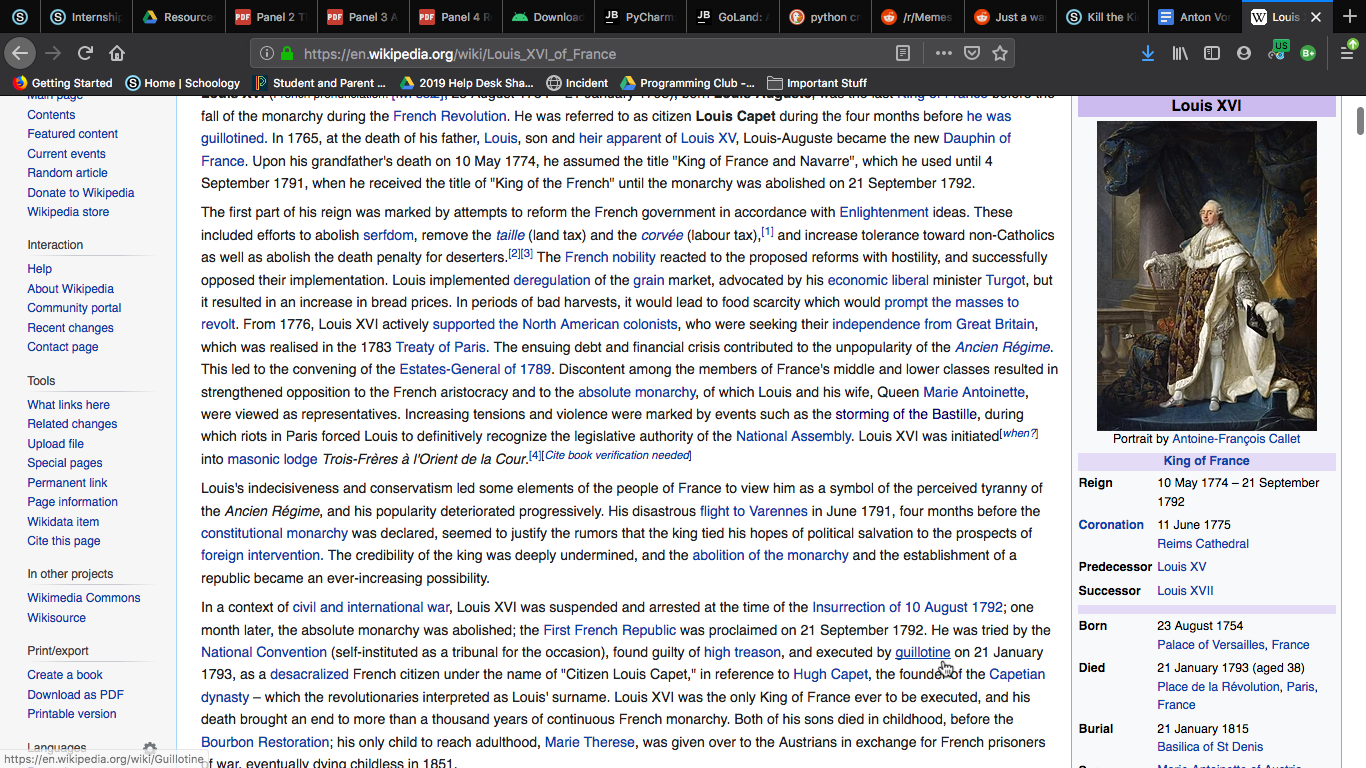 Internship
Resource
Panel 2 T
Panel 3 A
Panel 4 R
Download
PyCharm:
GoLand: A
python cr
/r/Memes
Just a wa
Kill the Ki
Anton Vor
Louis
https://en.wikipedia.org/wiki/Louis_XVI_of_France
US
B+
Getting Started
Home | Schoology
Student and Parent ...
2019 Help Desk Sha...
Incident
Programming Club -...
Important Stuff
Main page
Contents
Featured content
Current events
Random article
Donate to Wikipedia
Wikipedia store
Interaction
Help
About Wikipedia
Community portal
Recent changes
Contact page
Tools
What links here
Related changes
Upload file
Special pages
Permanent link
Page information
Wikidata item
Cite this page
In other projects
Wikimedia Commons
Wikisource
Print/export
Create a book
Download as PDF
Printable version
Languages
https://en.wikipedia.org/wiki/Guillotine
fall of the monarchy during the French Revolution. He was referred to as citizen Louis Capet during the four months before he was
guillotined. In 1765, at the death of his father, Louis, son and heir apparent of Louis XV, Louis-Auguste became the new Dauphin of
France. Upon his grandfather's death on 10 May 1774, he assumed the title "King of France and Navarre", which he used until 4
September 1791, when he received the title of "King of the French" until the monarchy was abolished on 21 September 1792.
The first part of his reign was marked by attempts to reform the French government in accordance with Enlightenment ideas. These
included efforts to abolish serfdom, remove the taille (land tax) and the corvée (labour tax),[1] and increase tolerance toward non-Catholics
as well as abolish the death penalty for deserters.[2][3] The French nobility reacted to the proposed reforms with hostility, and successfully
opposed their implementation. Louis implemented deregulation of the grain market, advocated by his economic liberal minister Turgot, but
it resulted in an increase in bread prices. In periods of bad harvests, it would lead to food scarcity which would prompt the masses to
revolt. From 1776, Louis XVI actively supported the North American colonists, who were seeking their independence from Great Britain,
which was realised in the 1783 Treaty of Paris. The ensuing debt and financial crisis contributed to the unpopularity of the Ancien Régime.
This led to the convening of the Estates-General of 1789. Discontent among the members of France's middle and lower classes resulted in
strengthened opposition to the French aristocracy and to the absolute monarchy, of which Louis and his wife, Queen Marie Antoinette,
were viewed as representatives. Increasing tensions and violence were marked by events such as the storming of the Bastille, during
which riots in Paris forced Louis to definitively recognize the legislative authority of the National Assembly. Louis XVI was initiated[when?]
into masonic lodge Trois-Frères à l'Orient de la Cour.[4][Cite book verification needed]
Louis's indecisiveness and conservatism led some elements of the people of France to view him as a symbol of the perceived tyranny of
the Ancien Régime, and his popularity deteriorated progressively. His disastrous flight to Varennes in June 1791, four months before the
constitutional monarchy was declared, seemed to justify the rumors that the king tied his hopes of political salvation to the prospects of
foreign intervention. The credibility of the king was deeply undermined, and the abolition of the monarchy and the establishment of a
republic became an ever-increasing possibility.
In a context of civil and international war, Louis XVI was suspended and arrested at the time of the Insurrection of 10 August 1792; one
month later, the absolute monarchy was abolished; the First French Republic was proclaimed on 21 September 1792. He was tried by the
National Convention (self-instituted as a tribunal for the occasion), found guilty of high treason, and executed by guillotine on 21 January
1793, as a desacralized French citizen under the name of "Citizen Louis Capet," in reference to Hugh Capet, the founder of the Capetian
dynasty – which the revolutionaries interpreted as Louis' surname. Louis XVI was the only King of France ever to be executed, and his
death brought an end to more than a thousand years of continuous French monarchy. Both of his sons died in childhood, before the
Bourbon Restoration; his only child to reach adulthood, Marie Therese, was given over to the Austrians in exchange for French prisoners
of war, eventually dying childless in 1851.
Louis XVI
Portrait by Antoine-François Callet
King of France
Reign 10 May 1774 – 21 September
1792
Coronation 11 June 1775
Reims Cathedral
Predecessor Louis XV
Successor Louis XVII
Born 23 August 1754
Palace of Versailles, France
Died 21 January 1793 (aged 38)
Place de la Révolution, Paris,
France
Burial 21 January 1815
Basilica of St Denis